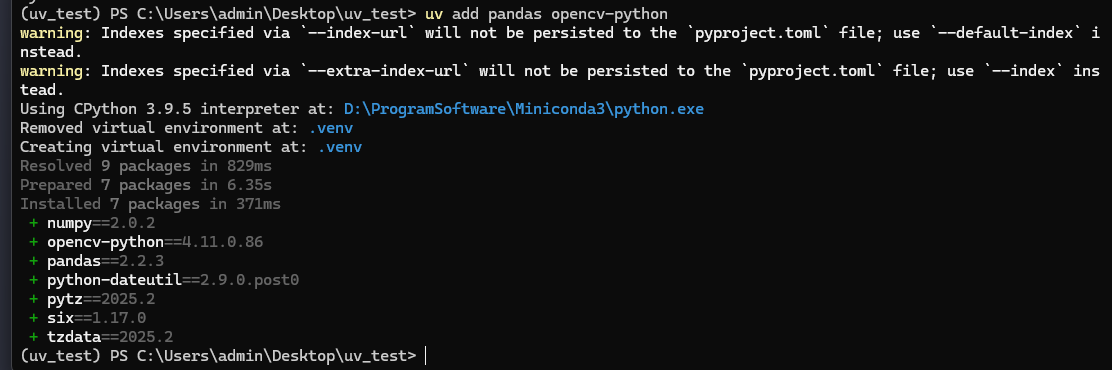 (uv_test) PS C:\Users\admin\Desktop\uv_test> uv add pandas opencv-python
warning: Indexes specified via `--index-url` will not be persisted to the `pyproject.toml` file; use `--default-index` i
nstead.
warning: Indexes specified via `--extra-index-url` will not be persisted to the `pyproject.toml` file; use `--index` ins
tead.
Using CPython 3.9.5 interpreter at: D:\ProgramSoftware\Miniconda3\python.exe
Removed virtual environment at: .venv
Creating virtual environment at: .venv
Resolved 9 packages in 829ms
Prepared 7 packages in 6.35s
Installed 7 packages in 371ms
+ numpy==2.0.2
+ opencv-python==4.11.0.86
+ pandas==2.2.3
+ python-dateutil==2.9.0.post0
+ pytz==2025.2
+ six==1.17.0
+ tzdata==2025.2
(uv_test) PS C:\Users\admin\Desktop\uv_test>